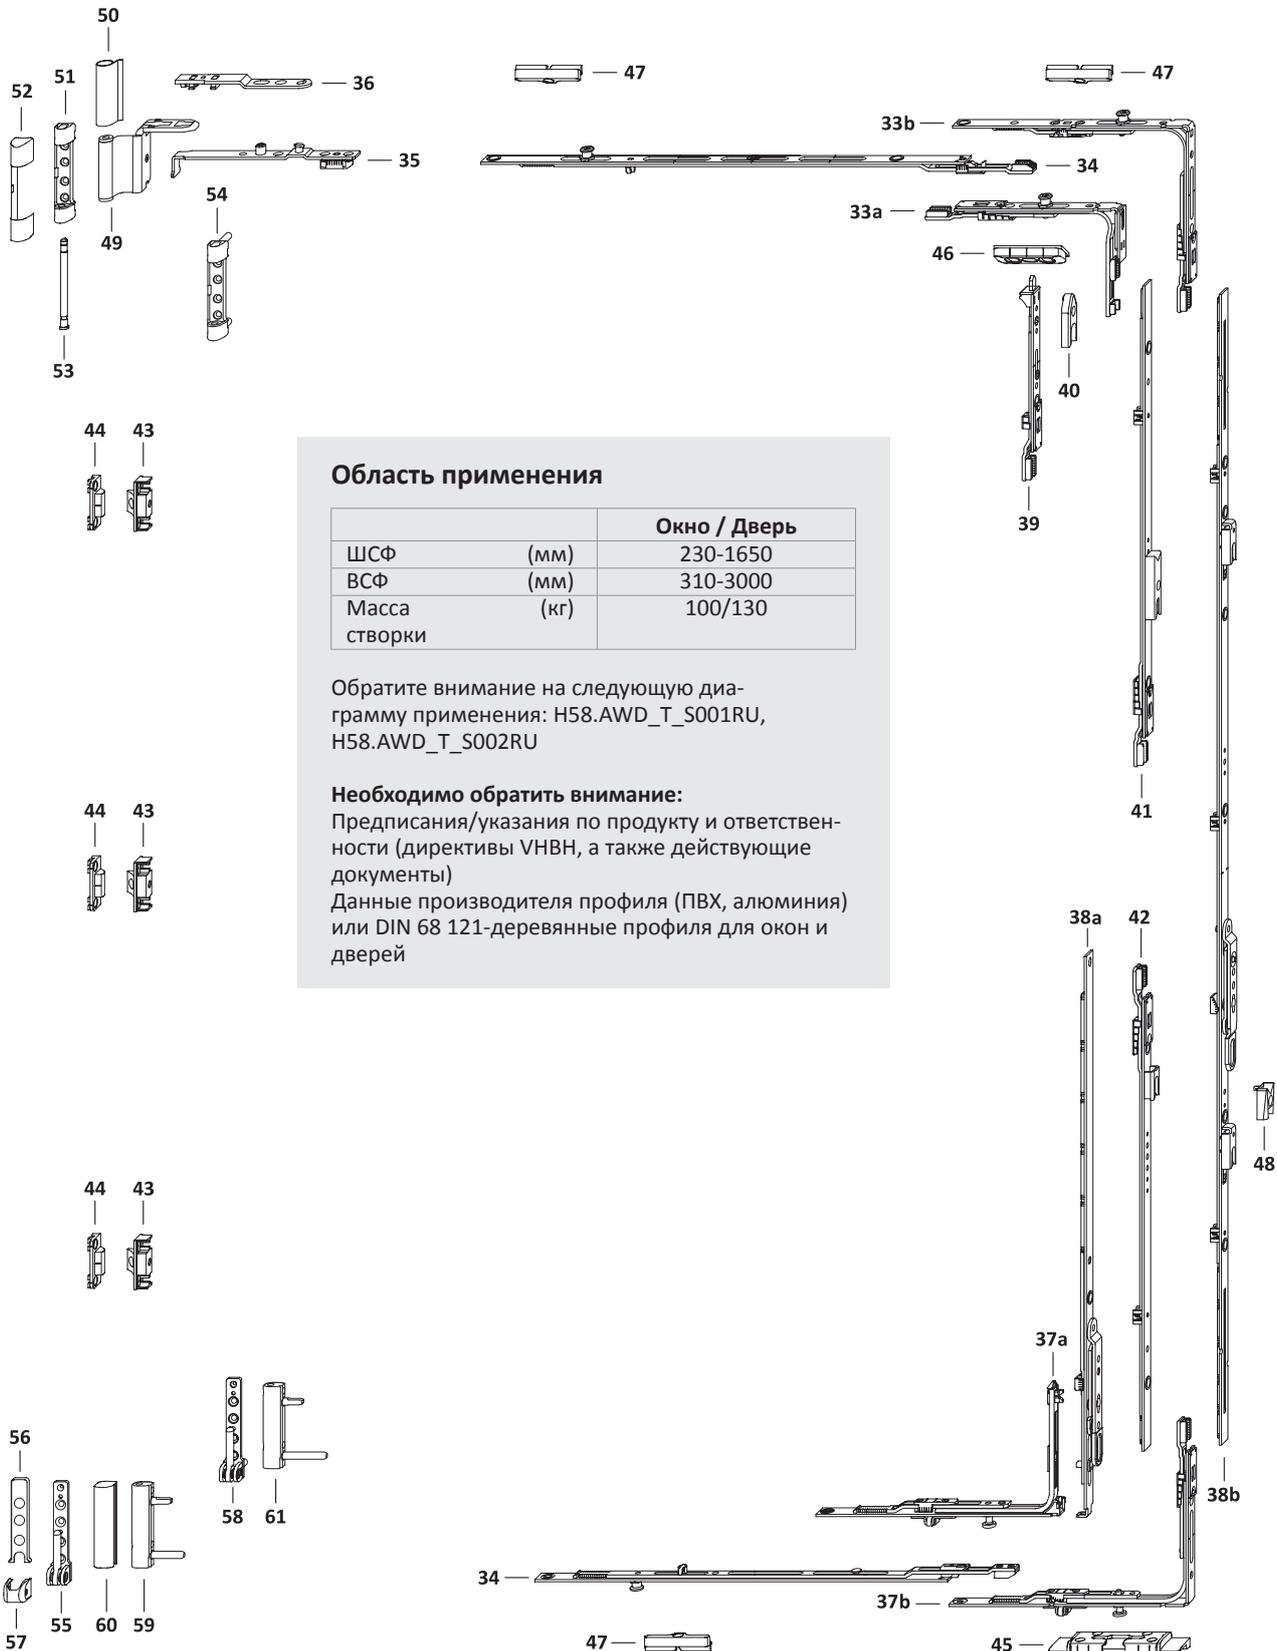 50
52
51
36
47
47
33b
35
34
54
33a
49
46
53
40
44 43
39
Область применения
Окно / Дверь
ШСФ (мм) 230-1650
ВСФ (мм) 310-3000
Масса (кг) 100/130
створки
Обратите внимание на следующую диа-
грамму применения: H58.AWD_T_S001RU,
H58.AWD_T_S002RU
Необходимо обратить внимание:
Предписания/указания по продукту и ответствен-
ности (директивы VHBH, а также действующие
документы)
Данные производителя профиля (ПВХ, алюминия)
или DIN 68 121-деревянные профиля для окон и
дверей
44 43
41
38a 42
48
44 43
37a
56
38b
58 61
34
37b
57 55 60 59
47
45